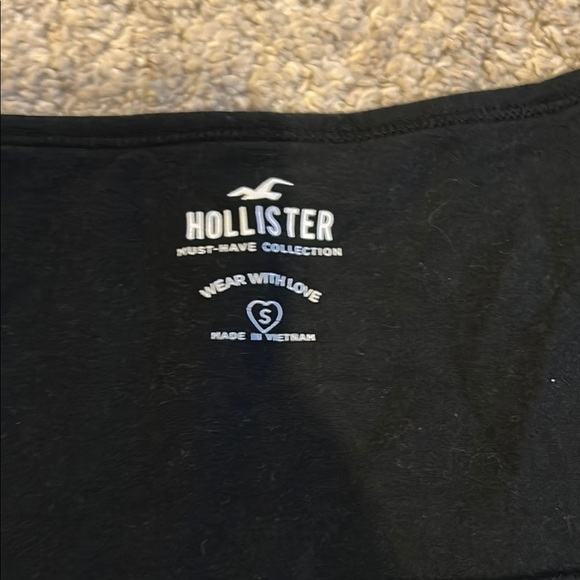 HOLLISTER
MUST-HAVE COLLECTION
WEAR WITH LOVE
S
MADE IN VIETNAM